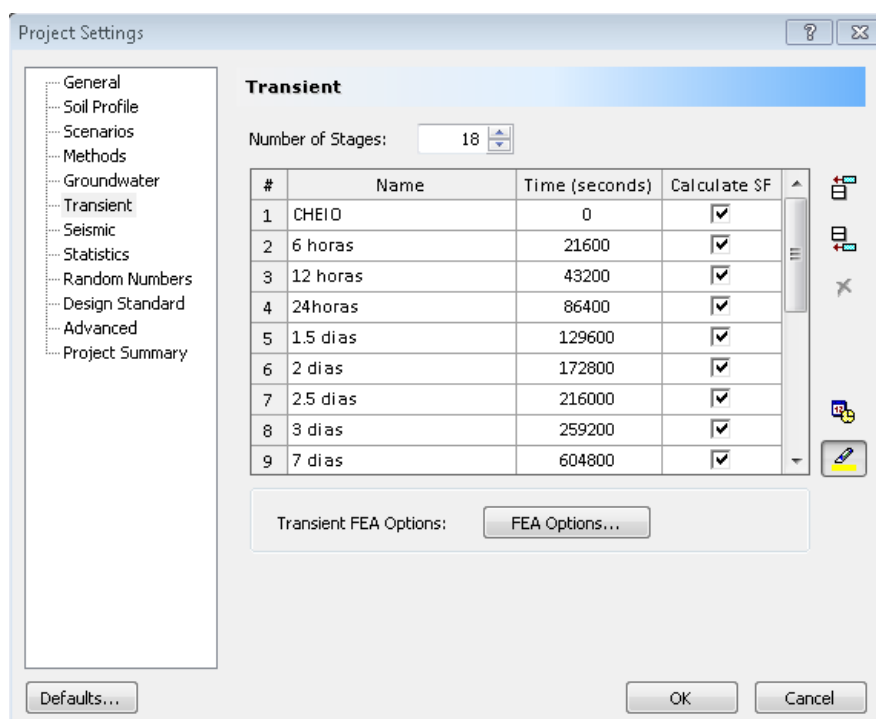 Project Settings
General
Soil Profile
Scenarios
Methods
Groundwater
Transient
Seismic
Statistics
Random Numbers
Design Standard
Advanced
Project Summary
Transient
Number of Stages: 18
# Name Time (seconds) Calculate SF
1 CHEIO 0
2 6 horas 21600
3 12 horas 43200
4 24horas 86400
5 1.5 dias 129600
6 2 dias 172800
7 2.5 dias 216000
8 3 dias 259200
9 7 dias 604800
Transient FEA Options: FEA Options...
Defaults... OK Cancel